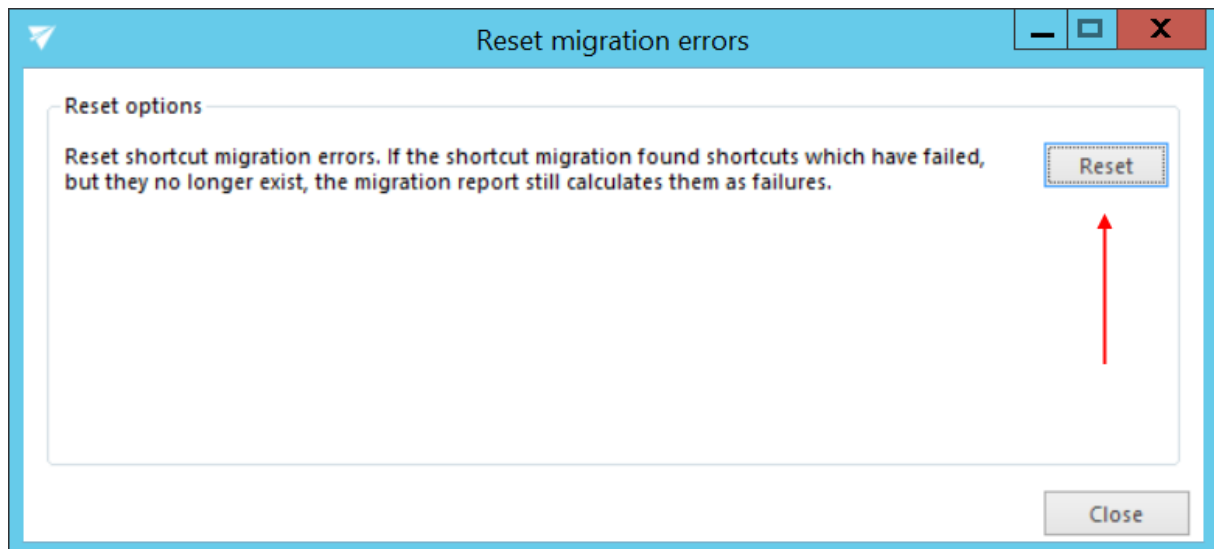 Reset migration errors
Reset options
Reset shortcut migration errors. If the shortcut migration found shortcuts which have failed,
but they no longer exist, the migration report still calculates them as failures.
Reset
Close